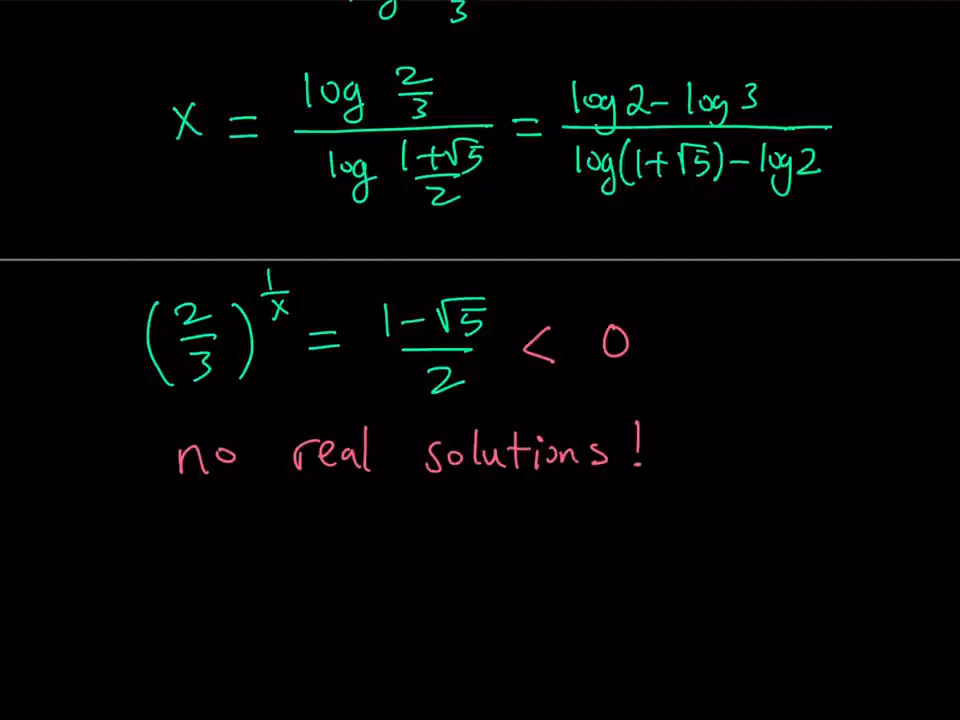 x = log 2/3 / log (1+√5)/2 = (log 2 − log 3) / (log(1+√5) − log 2)
(2/3)^(1/x) = (1−√5)/2 < 0
no real solutions!